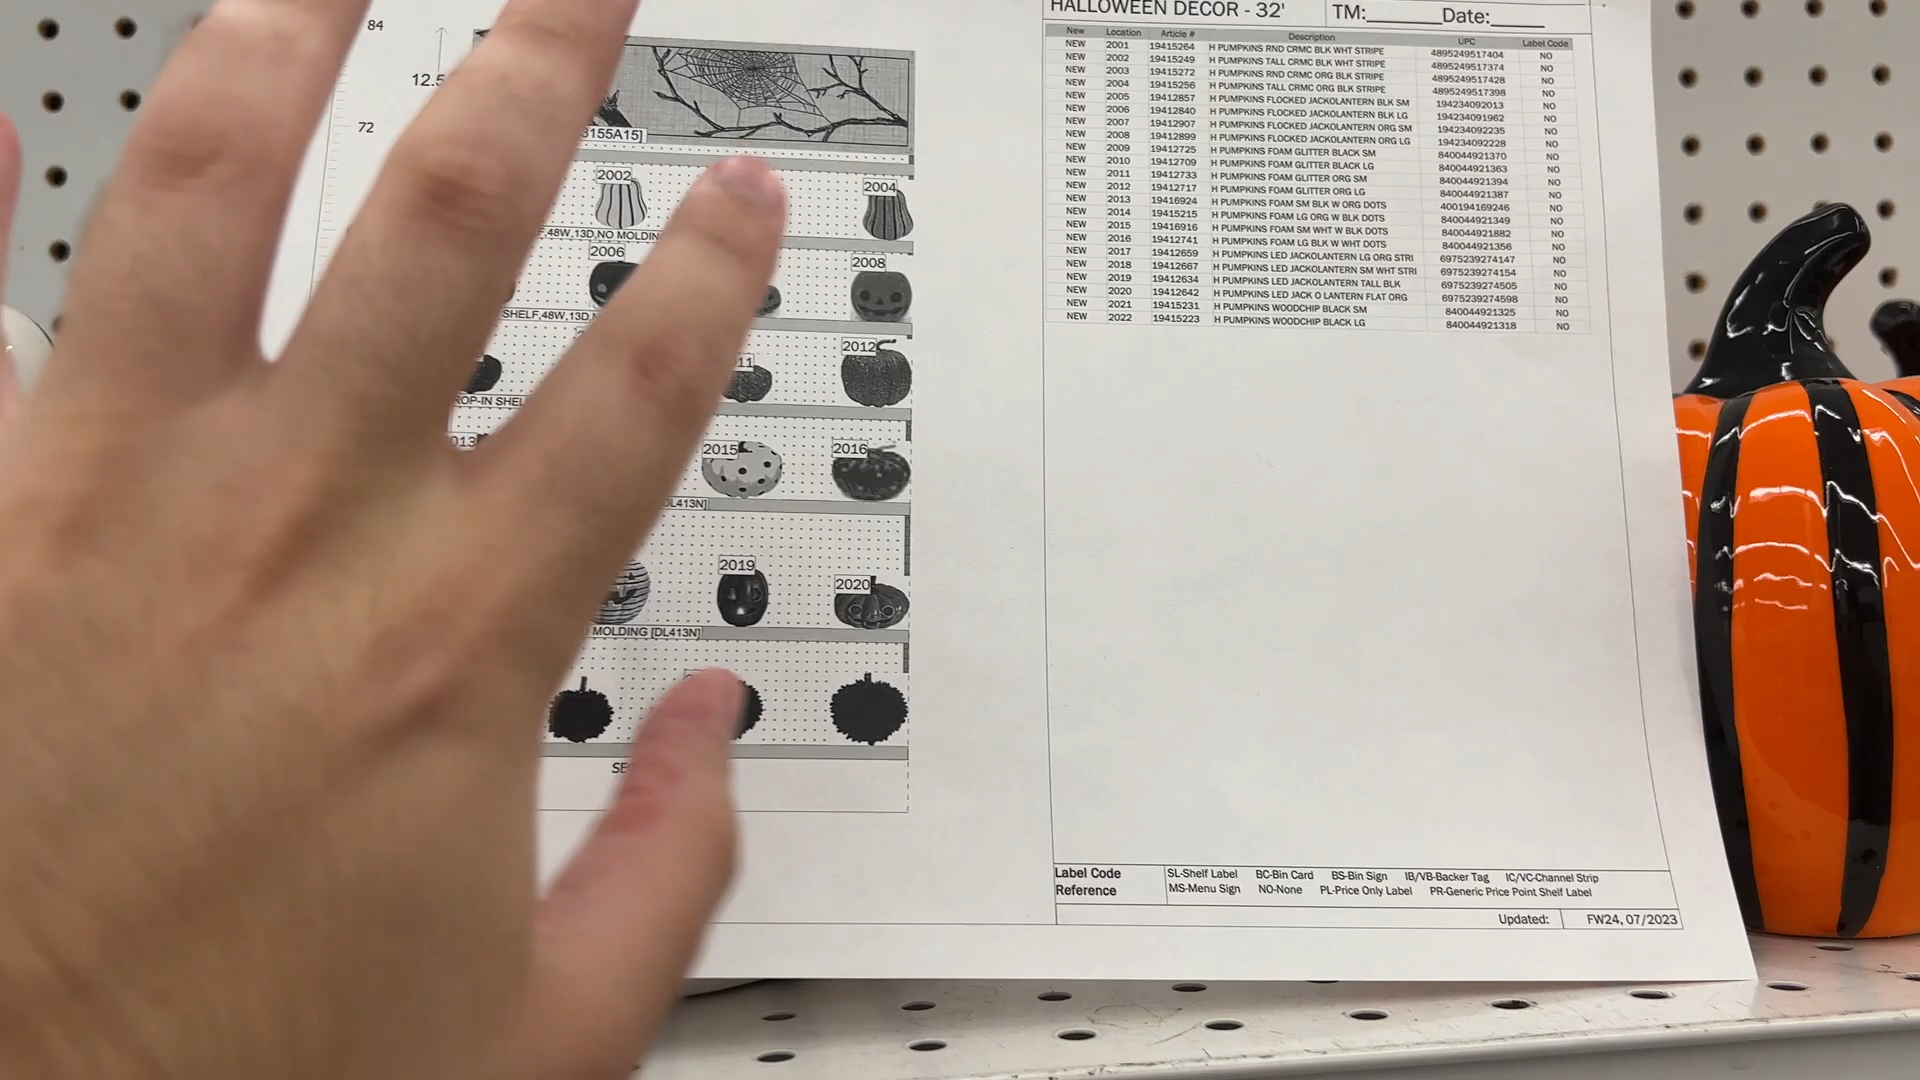 84
12.5
72
3155A15]
2002
2004
F,48W,13D,NO MOLDIN
2006
2008
SHELF,48W,13D,
2012
11
ROP-IN SHEL
013
2015
2016
DL413N]
2019
2020
MOLDING [DL413N]
SE
HALLOWEEN DECOR - 32' TM:_______Date:_____
New Location Article # Description UPC Label Code
NEW 2001 19415264 H PUMPKINS RND CRMC BLK WHT STRIPE 4895249517404 NO
NEW 2002 19415249 H PUMPKINS TALL CRMC BLK WHT STRIPE 4895249517374 NO
NEW 2003 19415272 H PUMPKINS RND CRMC ORG BLK STRIPE 4895249517428 NO
NEW 2004 19415256 H PUMPKINS TALL CRMC ORG BLK STRIPE 4895249517398 NO
NEW 2005 19412857 H PUMPKINS FLOCKED JACKOLANTERN BLK SM 194234092013 NO
NEW 2006 19412840 H PUMPKINS FLOCKED JACKOLANTERN BLK LG 194234091962 NO
NEW 2007 19412907 H PUMPKINS FLOCKED JACKOLANTERN ORG SM 194234092235 NO
NEW 2008 19412899 H PUMPKINS FLOCKED JACKOLANTERN ORG LG 194234092228 NO
NEW 2009 19412725 H PUMPKINS FOAM GLITTER BLACK SM 840044921370 NO
NEW 2010 19412709 H PUMPKINS FOAM GLITTER BLACK LG 840044921363 NO
NEW 2011 19412733 H PUMPKINS FOAM GLITTER ORG SM 840044921394 NO
NEW 2012 19412717 H PUMPKINS FOAM GLITTER ORG LG 840044921387 NO
NEW 2013 19416924 H PUMPKINS FOAM SM BLK W ORG DOTS 400194169246 NO
NEW 2014 19415215 H PUMPKINS FOAM LG ORG W BLK DOTS 840044921349 NO
NEW 2015 19416916 H PUMPKINS FOAM SM WHT W BLK DOTS 840044921882 NO
NEW 2016 19412741 H PUMPKINS FOAM LG BLK W WHT DOTS 840044921356 NO
NEW 2017 19412659 H PUMPKINS LED JACKOLANTERN LG ORG STRI 6975239274147 NO
NEW 2018 19412667 H PUMPKINS LED JACKOLANTERN SM WHT STRI 6975239274154 NO
NEW 2019 19412634 H PUMPKINS LED JACKOLANTERN TALL BLK 6975239274505 NO
NEW 2020 19412642 H PUMPKINS LED JACK O LANTERN FLAT ORG 6975239274598 NO
NEW 2021 19415231 H PUMPKINS WOODCHIP BLACK SM 840044921325 NO
NEW 2022 19415223 H PUMPKINS WOODCHIP BLACK LG 840044921318 NO
Label Code Reference
SL-Shelf Label BC-Bin Card BS-Bin Sign IB/VB-Backer Tag IC/VC-Channel Strip
MS-Menu Sign NO-None PL-Price Only Label PR-Generic Price Point Shelf Label
Updated: FW24, 07/2023